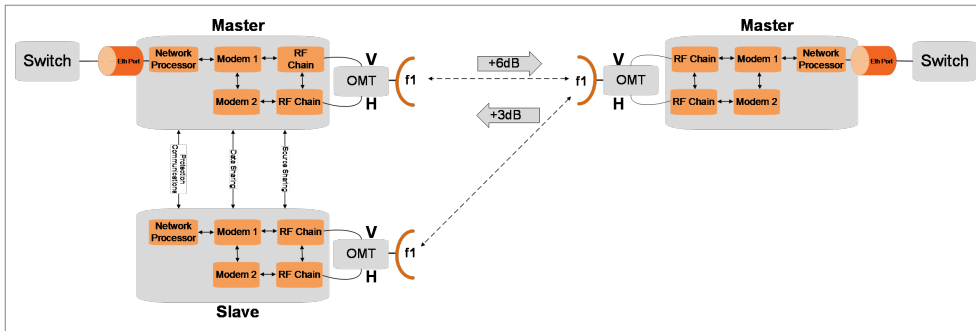 Master
Master
Switch
Eth Port
Network
Processor
Modem 1
RF
Chain
Modem 2
RF Chain
V
OMT
H
f1
+6dB
+3dB
f1
V
OMT
H
RF Chain
Modem 1
Network
Processor
RF Chain
Modem 2
Eth Port
Switch
Protection
Communications
Data Sharing
Source Sharing
Network
Processor
Modem 1
RF Chain
Modem 2
RF Chain
V
OMT
H
f1
Slave